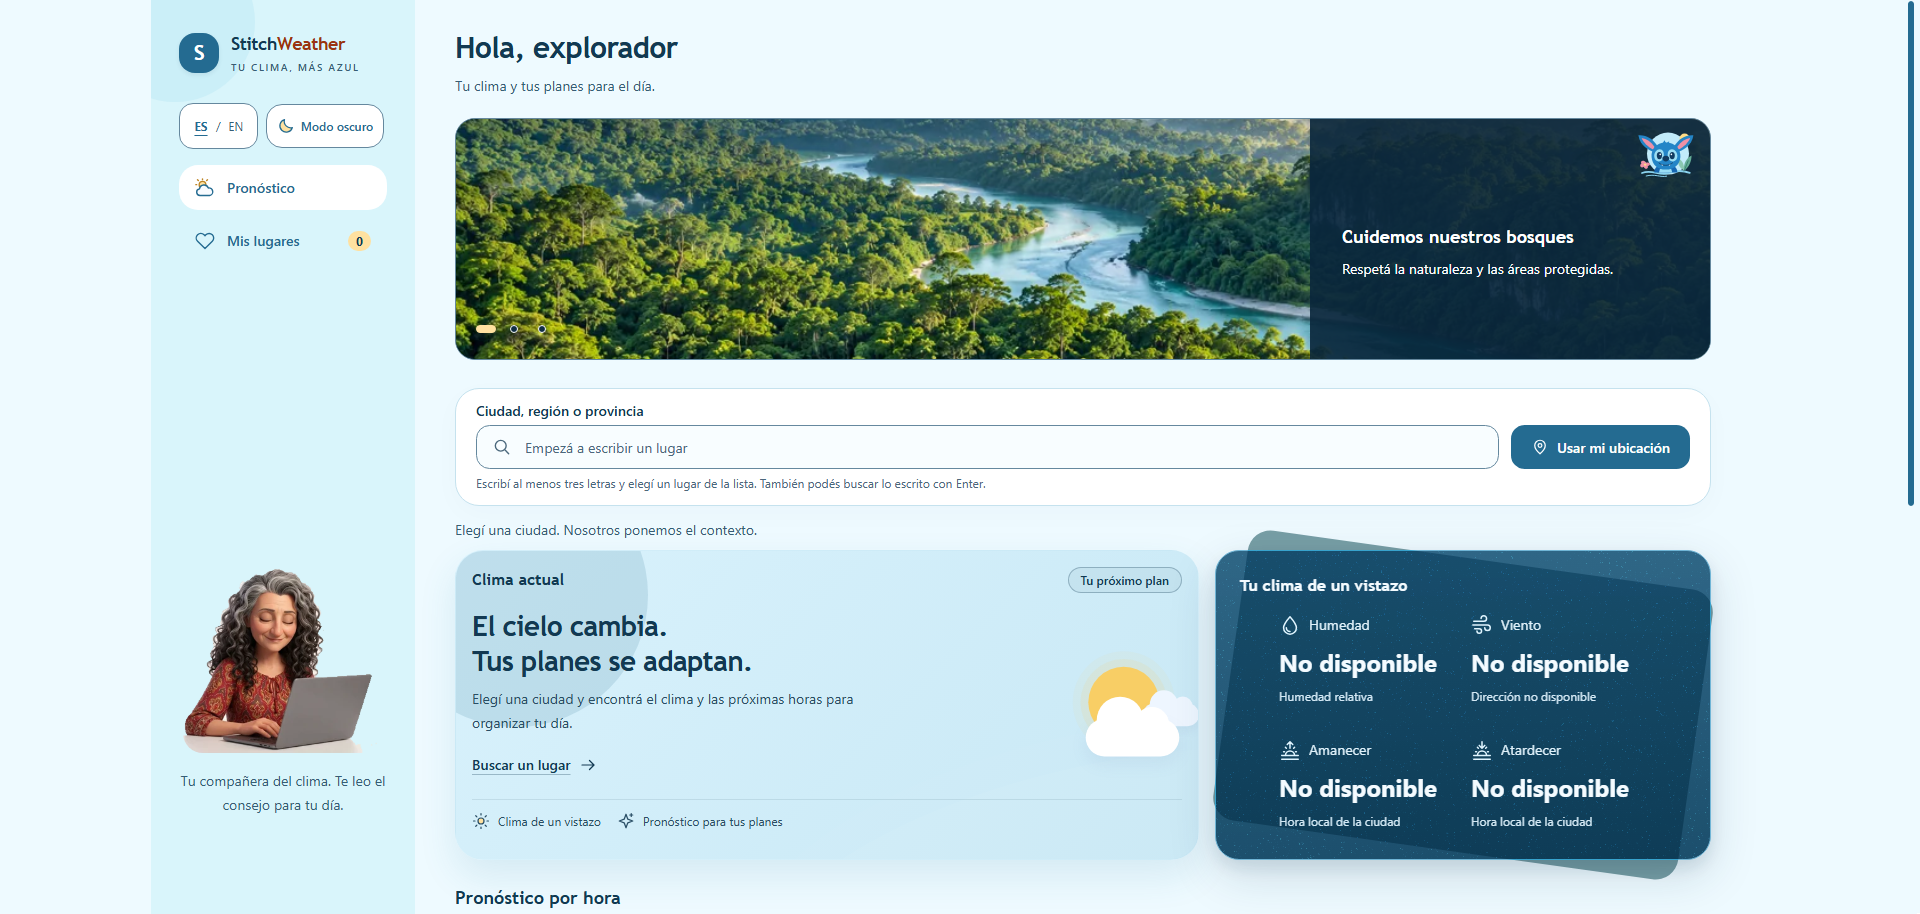 S
StitchWeather
TU CLIMA, MÁS AZUL
ES / EN
Modo oscuro
Pronóstico
Mis lugares
0
Tu compañera del clima. Te leo el
consejo para tu día.
Hola, explorador
Tu clima y tus planes para el día.
Cuidemos nuestros bosques
Respetá la naturaleza y las áreas protegidas.
Ciudad, región o provincia
Empezá a escribir un lugar
Usar mi ubicación
Escribí al menos tres letras y elegí un lugar de la lista. También podés buscar lo escrito con Enter.
Elegí una ciudad. Nosotros ponemos el contexto.
Clima actual
Tu próximo plan
El cielo cambia.
Tus planes se adaptan.
Elegí una ciudad y encontrá el clima y las próximas horas para
organizar tu día.
Buscar un lugar
Clima de un vistazo
Pronóstico para tus planes
Tu clima de un vistazo
Humedad
No disponible
Humedad relativa
Viento
No disponible
Dirección no disponible
Amanecer
No disponible
Hora local de la ciudad
Atardecer
No disponible
Hora local de la ciudad
Pronóstico por hora